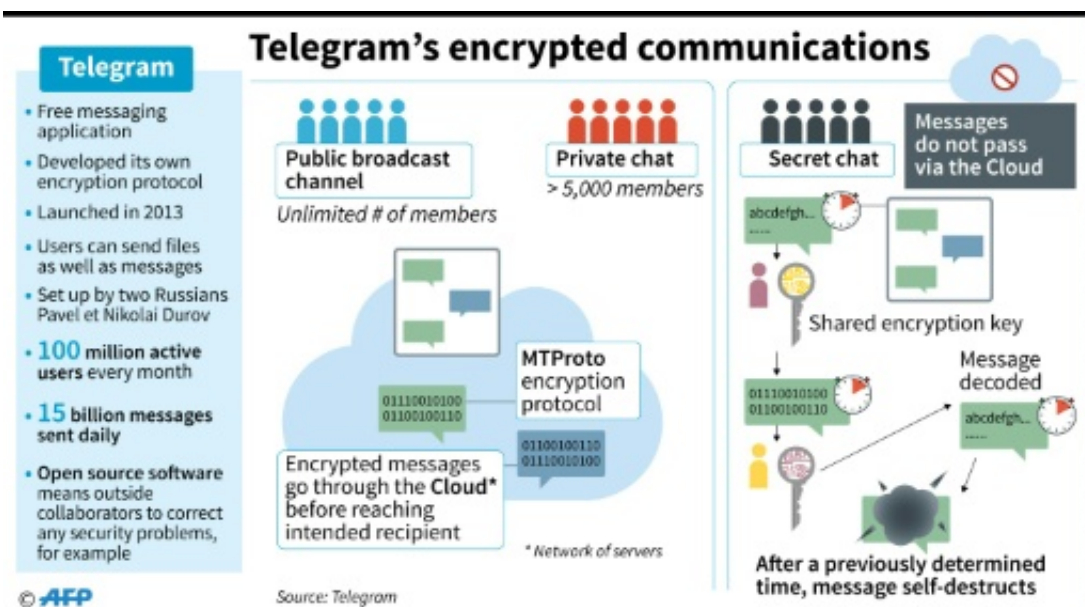 Telegram's encrypted communications
Telegram
• Free messaging
application
• Developed its own
encryption protocol
• Launched in 2013
• Users can send files
as well as messages
• Set up by two Russians
Pavel et Nikolai Durov
• 100 million active
users every month
• 15 billion messages
sent daily
• Open source software
means outside
collaborators to correct
any security problems,
for example
© AFP
Public broadcast
channel
Unlimited # of members
Private chat
> 5,000 members
MTProto
encryption
protocol
01110010100
01100100110
01100100110
01110010100
Encrypted messages
go through the Cloud*
before reaching
intended recipient
* Network of servers
Source: Telegram
Secret chat
Messages
do not pass
via the Cloud
abcdefgh...
.....
Shared encryption key
01110010100
01100100110
Message
decoded
abcdefgh...
.....
After a previously determined
time, message self-destructs